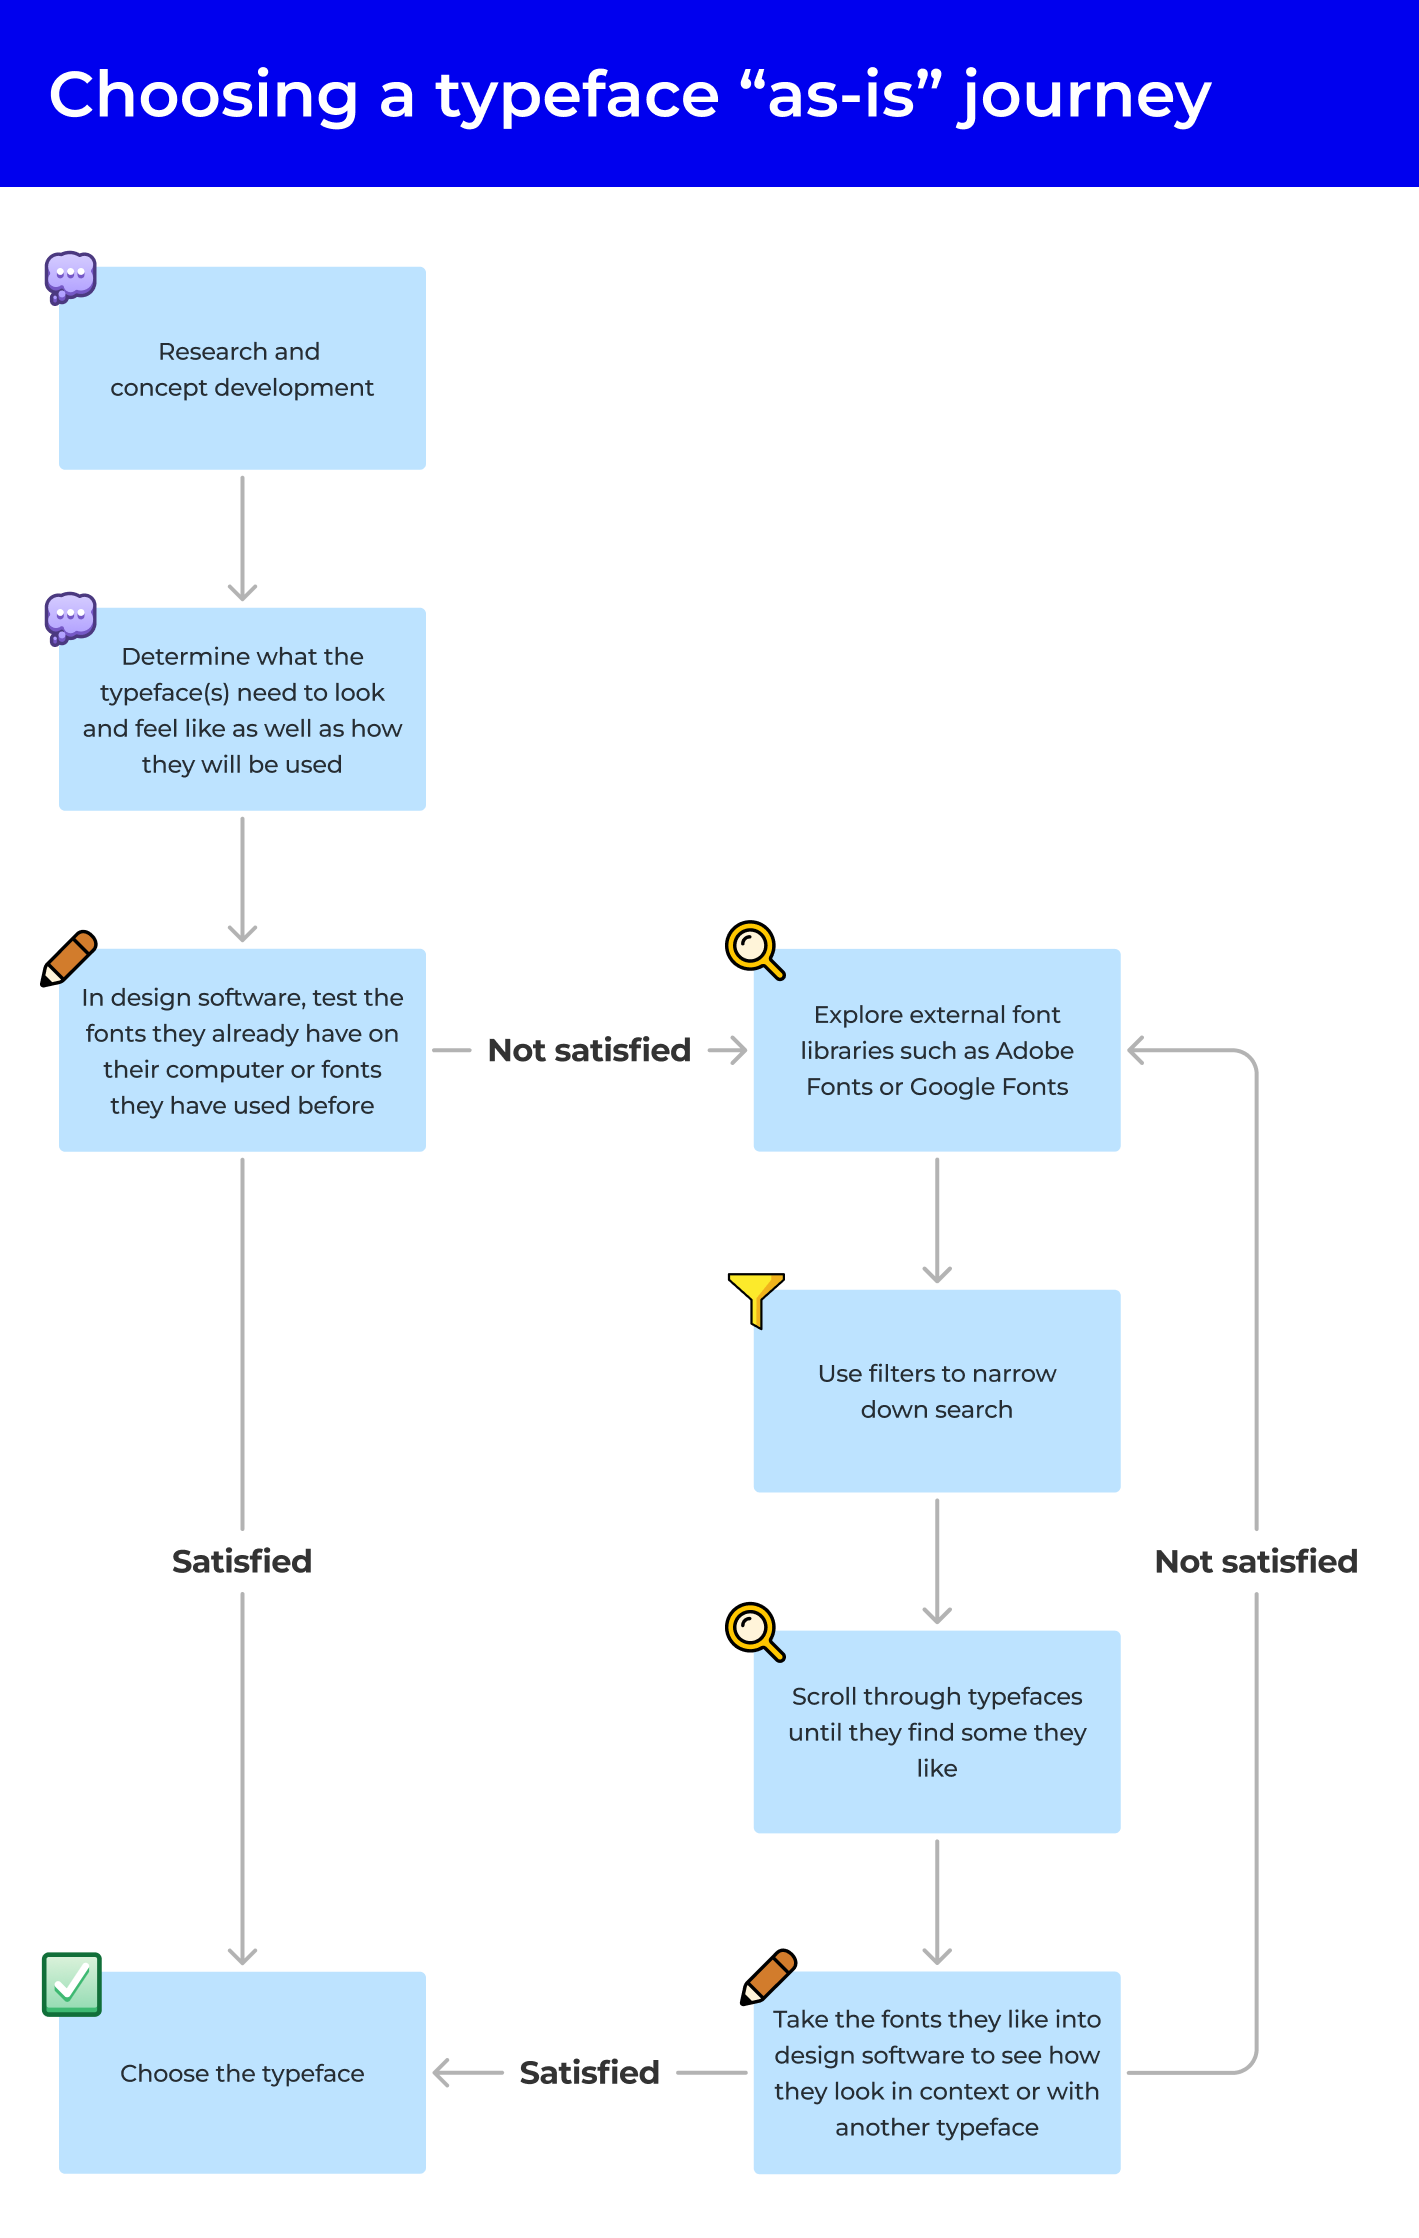 Choosing a typeface “as-is” journey
Research and
concept development
Determine what the
typeface(s) need to look
and feel like as well as how
they will be used
In design software, test the
fonts they already have on
their computer or fonts
they have used before
Not satisfied
Explore external font
libraries such as Adobe
Fonts or Google Fonts
Use filters to narrow
down search
Satisfied
Not satisfied
Scroll through typefaces
until they find some they
like
Choose the typeface
Satisfied
Take the fonts they like into
design software to see how
they look in context or with
another typeface